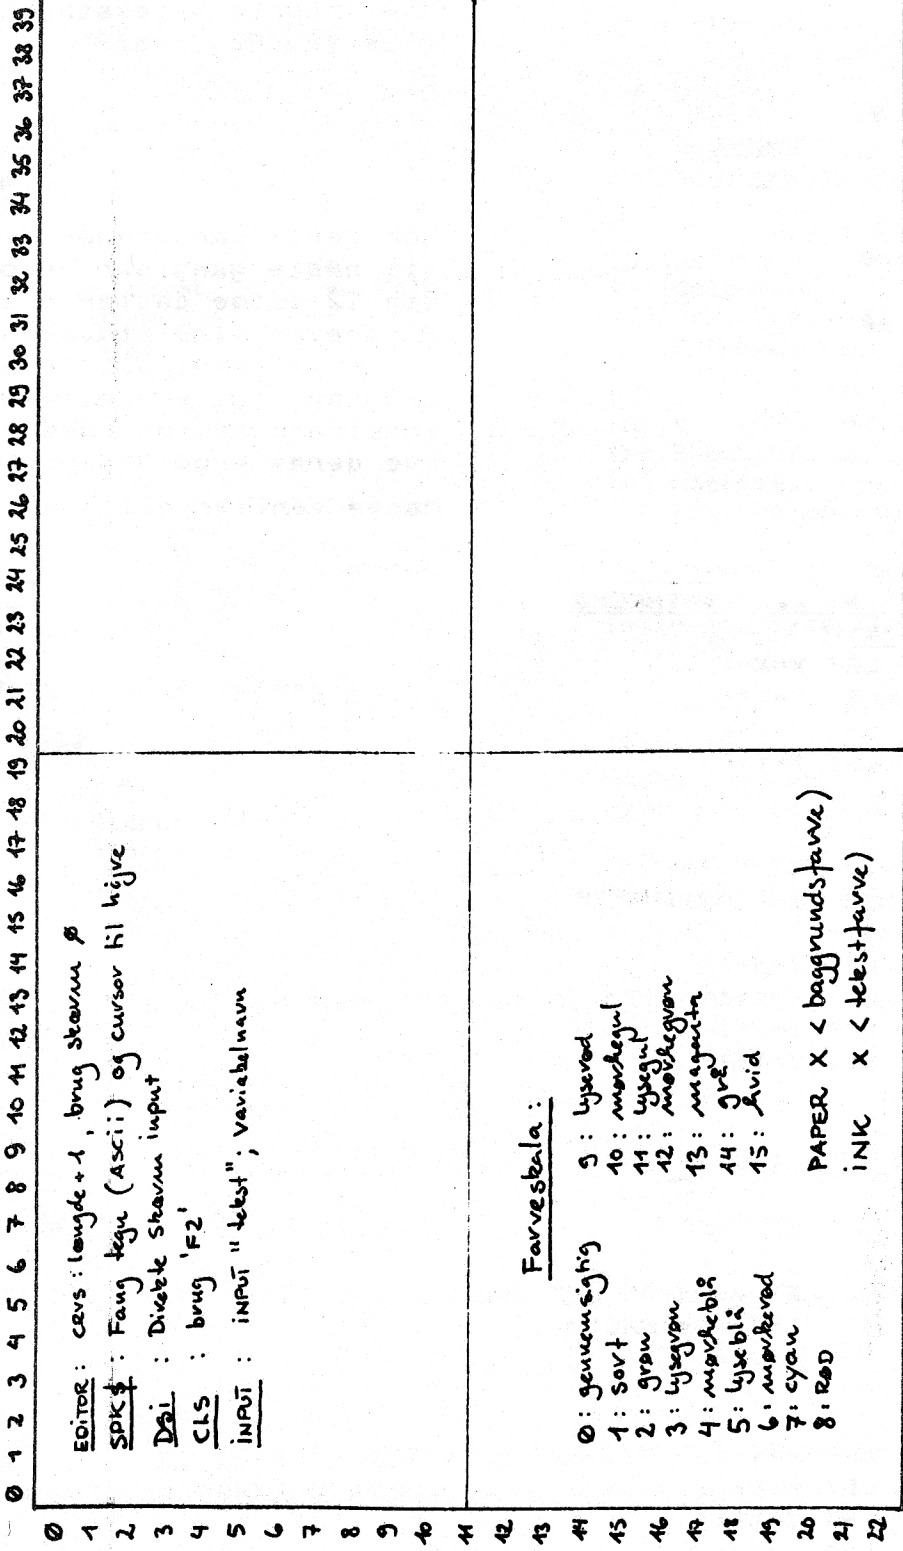 0 1 2 3 4 5 6 7 8 9 10 11 12 13 14 15 16 17 18 19 20 21 22 23 24 25 26 27 28 29 30 31 32 33 34 35 36 37 38 39
0
1
2
3
4
5
6
7
8
9
10
11
12
13
14
15
16
17
18
19
20
21
22
EDITOR : CRVS : længde + 1, brug skærm 0
SPK$ : Fang tegn (ASCii) og cursor til højre
DSI : Direkte skærm input
CLS : brug 'F2'
INPUT : INPUT "tekst"; variabelnavn
Farveskala :
0 : gennemsigtig
1 : sort
2 : grøn
3 : lysegrøn
4 : mørkeblå
5 : lyseblå
6 : mørkerød
7 : cyan
8 : RØD
9 : lyserød
10 : mørkegul
11 : lysegul
12 : mørkegrøn
13 : magenta
14 : grå
15 : hvid
PAPER X < baggrundsfarve)
INK X < tekstfarve)